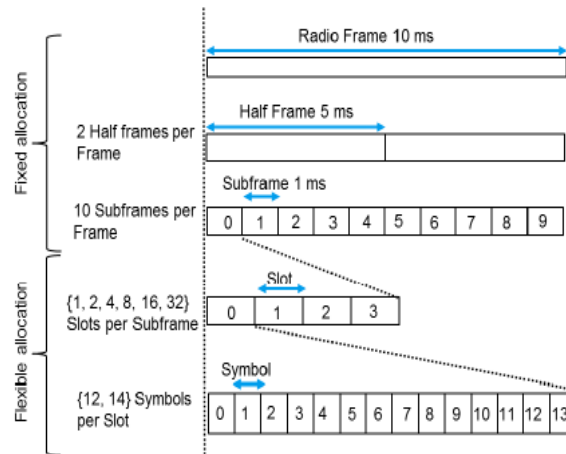 Radio Frame 10 ms
Fixed allocation
Half Frame 5 ms
2 Half frames per
Frame
Subframe 1 ms
10 Subframes per
Frame
0 1 2 3 4 5 6 7 8 9
Flexible allocation
Slot
{1, 2, 4, 8, 16, 32}
Slots per Subframe
0 1 2 3
Symbol
{12, 14} Symbols
per Slot
0 1 2 3 4 5 6 7 8 9 10 11 12 13